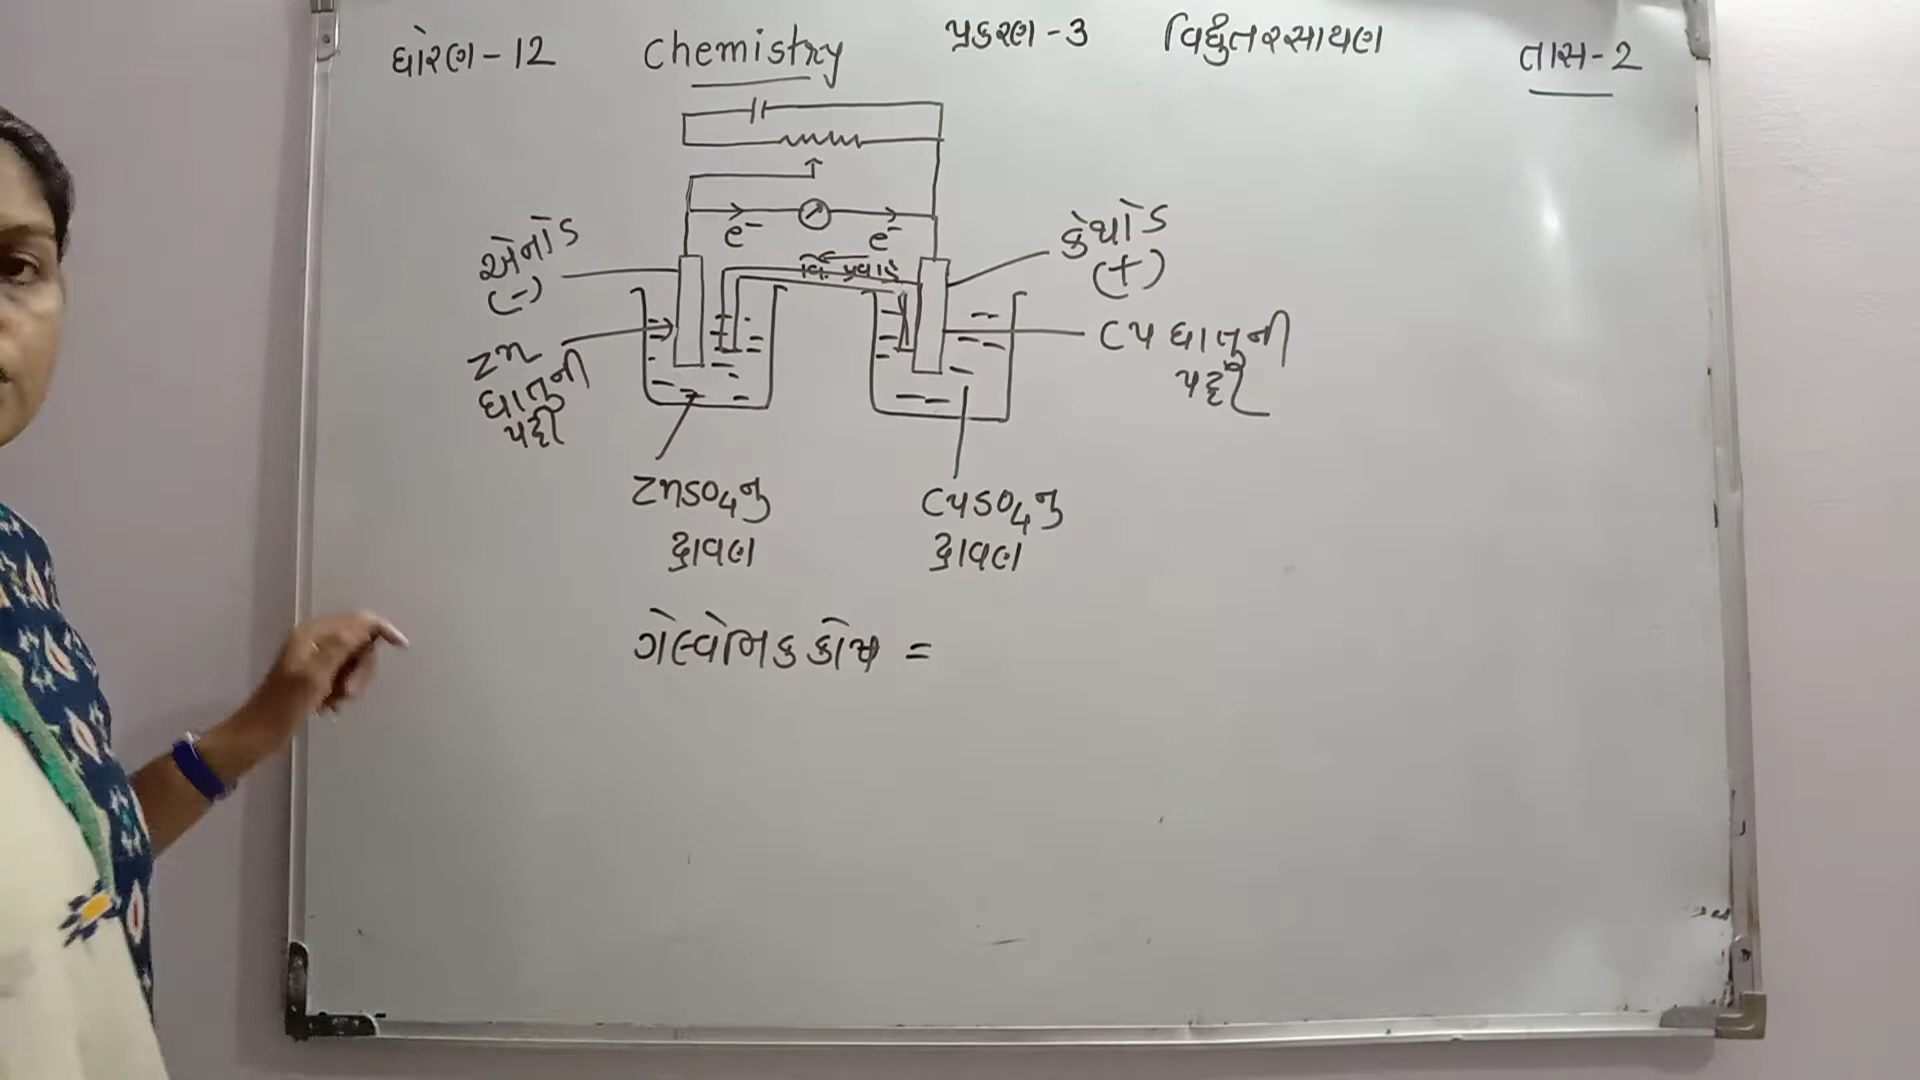 ધોરણ-12 Chemistry પ્રકરણ-3 વિદ્યુતરસાયણ તાસ-2
e⁻ e⁻
એનોડ
(-)
વિ. પ્રવાહ
કેથોડ
(+)
Zn
ધાતુની
પટ્ટી
Cu ધાતુની
પટ્ટી
ZnSO₄નું
દ્રાવણ
CuSO₄નું
દ્રાવણ
ગેલ્વેનિક કોષ =